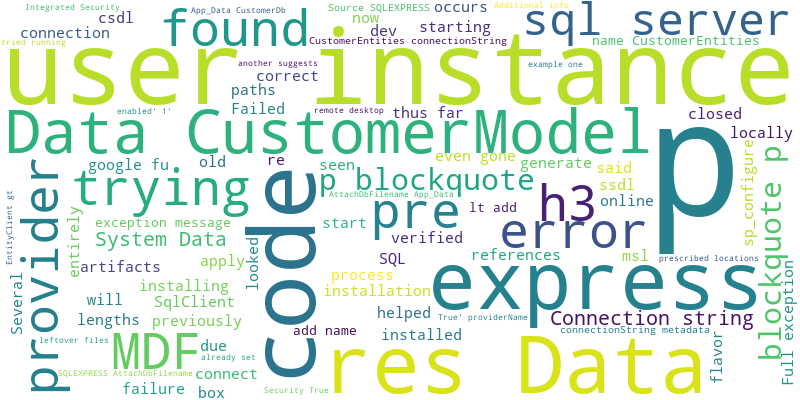 Integrated Security
App_Data CustomerDb
Source SQLEXPRESS
occurs
Additional info
csdl
found
now
sql server
connection
dev
starting
tried running
CustomerEntities connectionString
name CustomerEntities
user instance
another suggests
example one
correct
paths
enabled' 1'
Failed
remote desktop
thus far
closed
Data CustomerModel
p
locally
google fu
old
re
seen
even gone
generate
said
trying
code
p blockquote
ssdl
online
sp_configure
blockquote p
provider
entirely
AttachDbFilename App_Data
pre
lt add
h3
exception message
start
verified
error
System Data
looked
SQL
references
msl
prescribed locations
EntityClient gt
artifacts
apply
process
express
Full exception
Several
will
installing
SqlClient
installation
lengths
previously
helped
True' providerName
Connection string
add name
installed
connectionString metadata
leftover files
MDF
due
already set
res Data
flavor
SQLEXPRESS AttachDbFilename
connect
failure
box
Security True